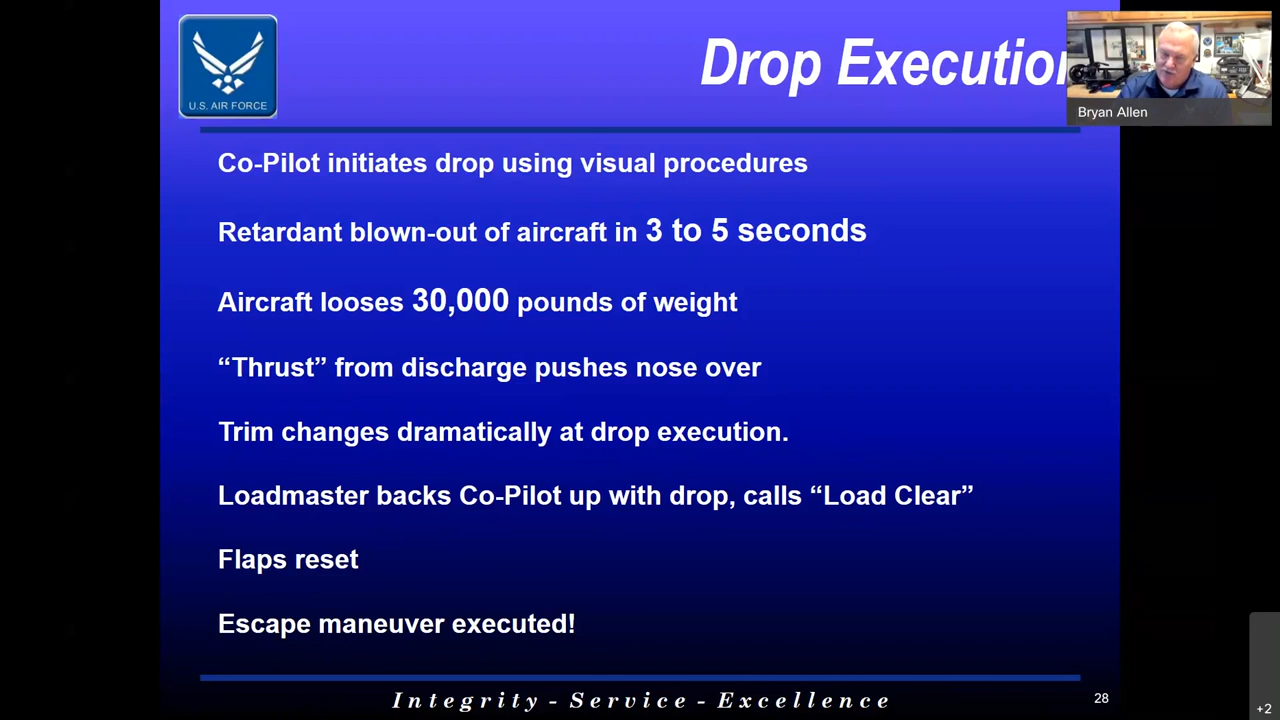 U.S. AIR FORCE
Drop Execution
Bryan Allen
Co-Pilot initiates drop using visual procedures
Retardant blown-out of aircraft in 3 to 5 seconds
Aircraft looses 30,000 pounds of weight
“Thrust” from discharge pushes nose over
Trim changes dramatically at drop execution.
Loadmaster backs Co-Pilot up with drop, calls “Load Clear”
Flaps reset
Escape maneuver executed!
Integrity - Service - Excellence
28
+2